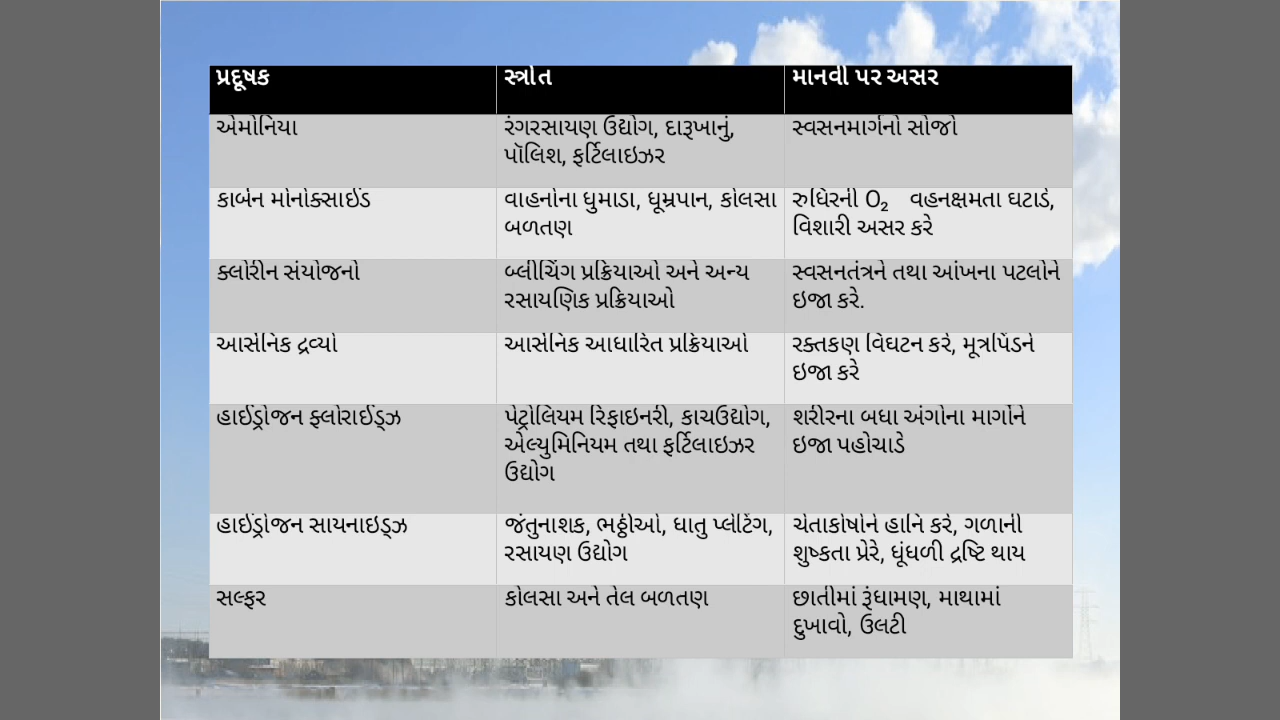 પ્રદૂષક સ્ત્રોત માનવી પર અસર
એમોનિયા રંગરસાયણ ઉદ્યોગ, દારૂખાનું, સ્વસનમાર્ગનો સોજો
પૉલિશ, ફર્ટિલાઇઝર
કાર્બન મોનોક્સાઈડ વાહનોના ધુમાડા, ધૂમ્રપાન, કોલસા રુધિરની O₂ વહનક્ષમતા ઘટાડે,
બળતણ વિશારી અસર કરે
ક્લોરીન સંયોજનો બ્લીચિંગ પ્રક્રિયાઓ અને અન્ય સ્વસનતંત્રને તથા આંખના પટલોને
રસાયણિક પ્રક્રિયાઓ ઇજા કરે.
આર્સેનિક દ્રવ્યો આર્સેનિક આધારિત પ્રક્રિયાઓ રક્તકણ વિઘટન કરે, મૂત્રપિંડને
ઇજા કરે
હાઈડ્રોજન ફ્લોરાઈડ્ઝ પેટ્રોલિયમ રિફાઇનરી, કાચઉદ્યોગ, શરીરના બધા અંગોના માર્ગોને
એલ્યુમિનિયમ તથા ફર્ટિલાઇઝર ઇજા પહોચાડે
ઉદ્યોગ
હાઈડ્રોજન સાયનાઇડ્ઝ જંતુનાશક, ભઠ્ઠીઓ, ધાતુ પ્લેટિંગ, ચેતાકોષોને હાનિ કરે, ગળાની
રસાયણ ઉદ્યોગ શુષ્કતા પ્રેરે, ધૂંધળી દ્રષ્ટિ થાય
સલ્ફર કોલસા અને તેલ બળતણ છાતીમાં રૂંધામણ, માથામાં
દુખાવો, ઉલટી